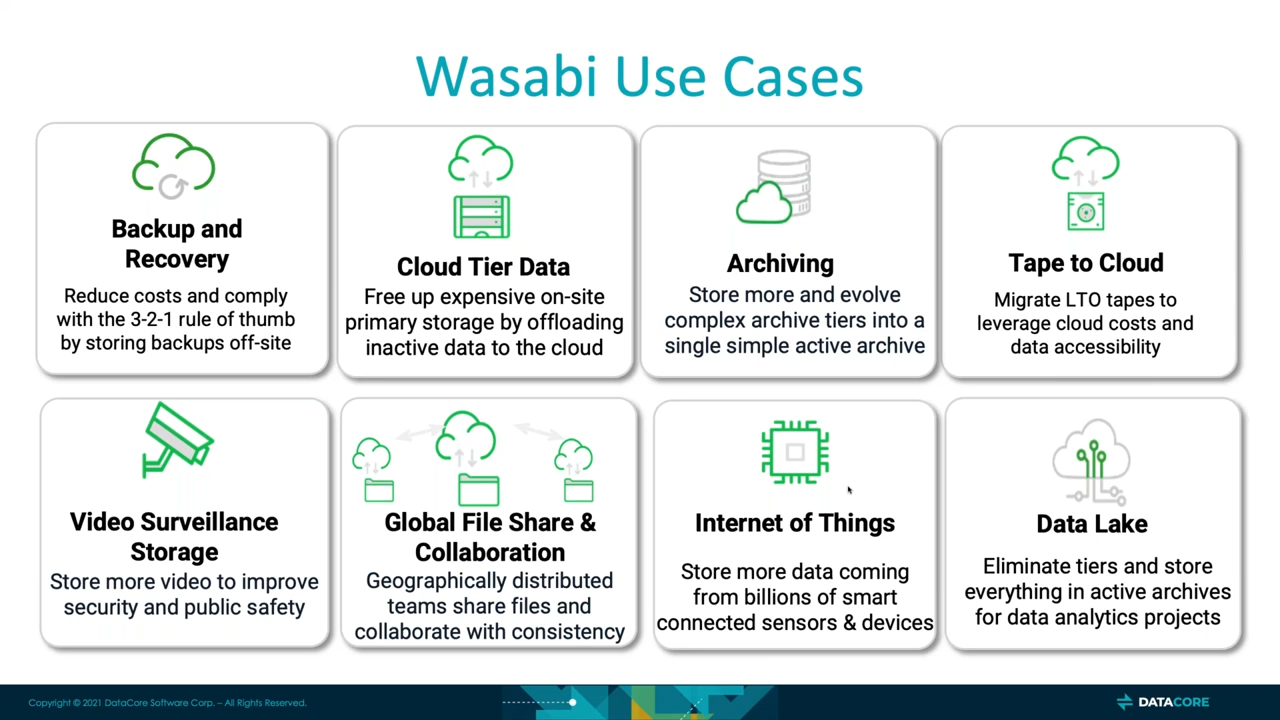 Wasabi Use Cases
Backup and
Recovery
Reduce costs and comply
with the 3-2-1 rule of thumb
by storing backups off-site
Cloud Tier Data
Free up expensive on-site
primary storage by offloading
inactive data to the cloud
Archiving
Store more and evolve
complex archive tiers into a
single simple active archive
Tape to Cloud
Migrate LTO tapes to
leverage cloud costs and
data accessibility
Video Surveillance
Storage
Store more video to improve
security and public safety
Global File Share &
Collaboration
Geographically distributed
teams share files and
collaborate with consistency
Internet of Things
Store more data coming
from billions of smart
connected sensors & devices
Data Lake
Eliminate tiers and store
everything in active archives
for data analytics projects
Copyright © 2021 DataCore Software Corp. – All Rights Reserved.
DATACORE